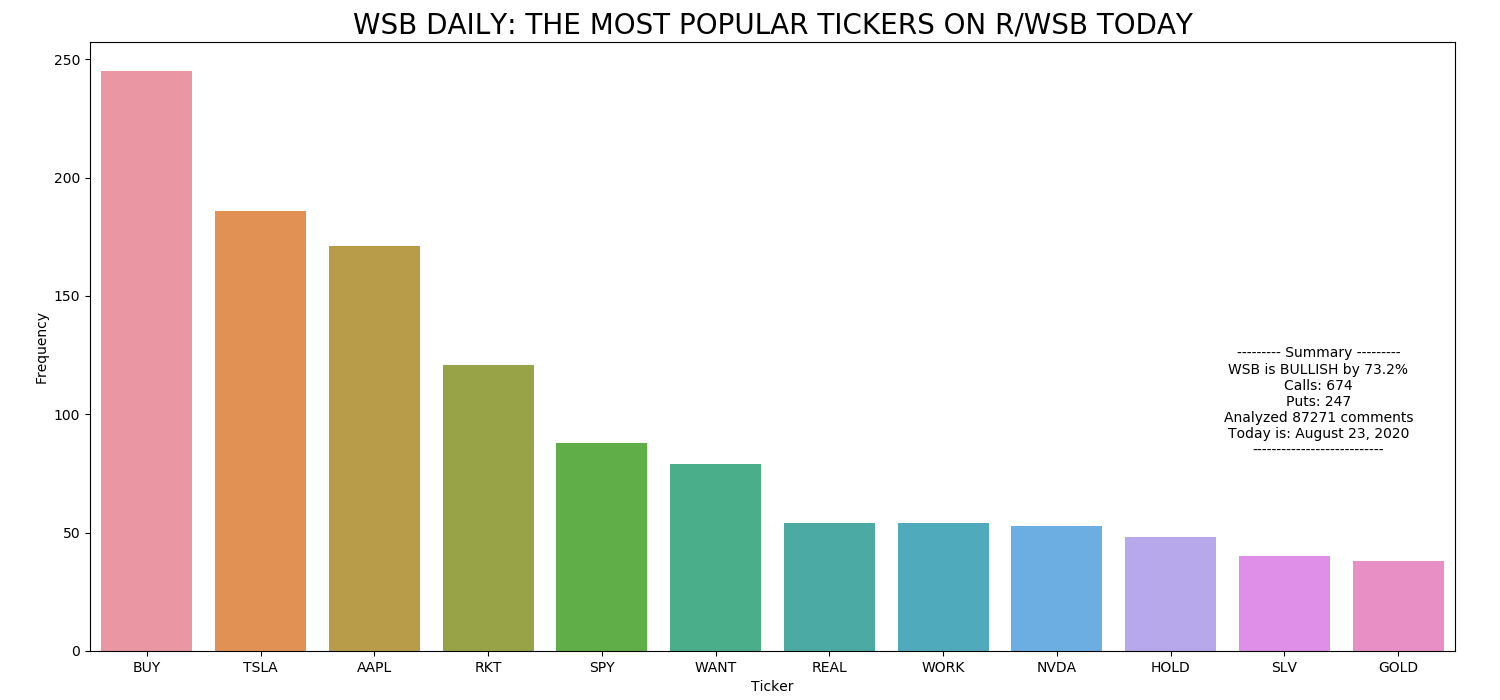 WSB DAILY: THE MOST POPULAR TICKERS ON R/WSB TODAY
250
200
150
100
50
0
Frequency
--------- Summary ---------
WSB is BULLISH by 73.2%
Calls: 674
Puts: 247
Analyzed 87271 comments
Today is: August 23, 2020
---------------------------
BUY TSLA AAPL RKT SPY WANT REAL WORK NVDA HOLD SLV GOLD
Ticker